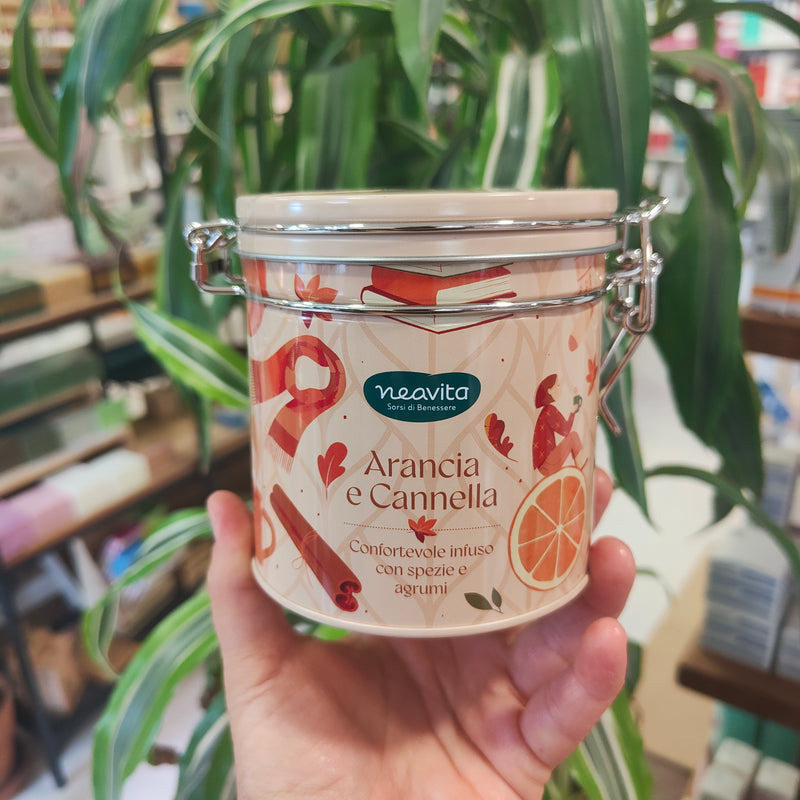 neavita
Sorsi di Benessere
Arancia
e Cannella
Confortevole infuso
con spezie e
agrumi